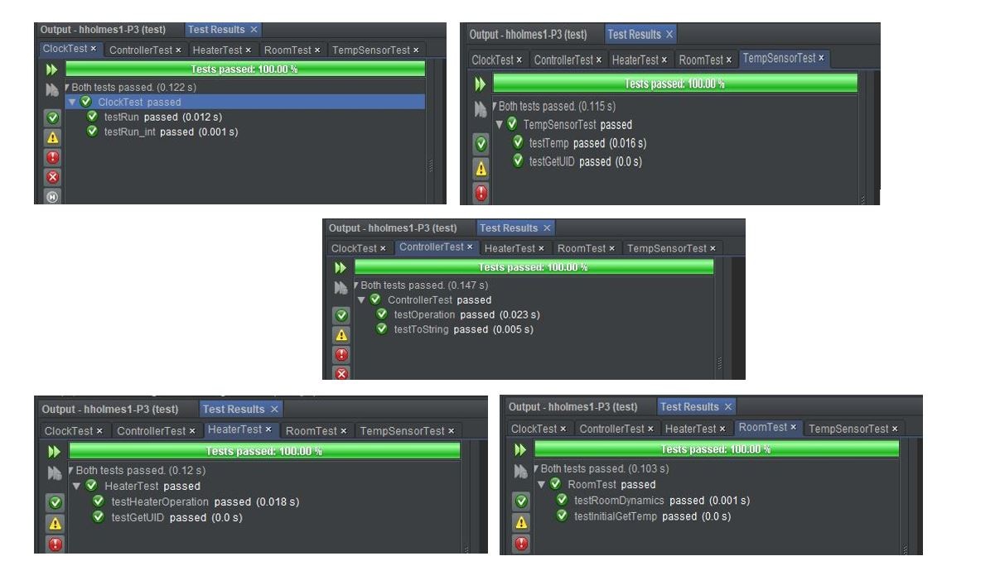 Output - hholmes1-P3 (test) Test Results ×
ClockTest × ControllerTest × HeaterTest × RoomTest × TempSensorTest ×
Tests passed: 100.00 %
Both tests passed. (0.122 s)
ClockTest passed
testRun passed (0.012 s)
testRun_int passed (0.001 s)
Output - hholmes1-P3 (test) Test Results ×
ClockTest × ControllerTest × HeaterTest × RoomTest × TempSensorTest ×
Tests passed: 100.00 %
Both tests passed. (0.115 s)
TempSensorTest passed
testTemp passed (0.016 s)
testGetUID passed (0.0 s)
Output - hholmes1-P3 (test) Test Results ×
ClockTest × ControllerTest × HeaterTest × RoomTest × TempSensorTest ×
Tests passed: 100.00 %
Both tests passed. (0.147 s)
ControllerTest passed
testOperation passed (0.023 s)
testToString passed (0.005 s)
Output - hholmes1-P3 (test) Test Results ×
ClockTest × ControllerTest × HeaterTest × RoomTest × TempSensorTest ×
Tests passed: 100.00 %
Both tests passed. (0.12 s)
HeaterTest passed
testHeaterOperation passed (0.018 s)
testGetUID passed (0.0 s)
Output - hholmes1-P3 (test) Test Results ×
ClockTest × ControllerTest × HeaterTest × RoomTest × TempSensorTest ×
Tests passed: 100.00 %
Both tests passed. (0.103 s)
RoomTest passed
testRoomDynamics passed (0.001 s)
testInitialGetTemp passed (0.0 s)